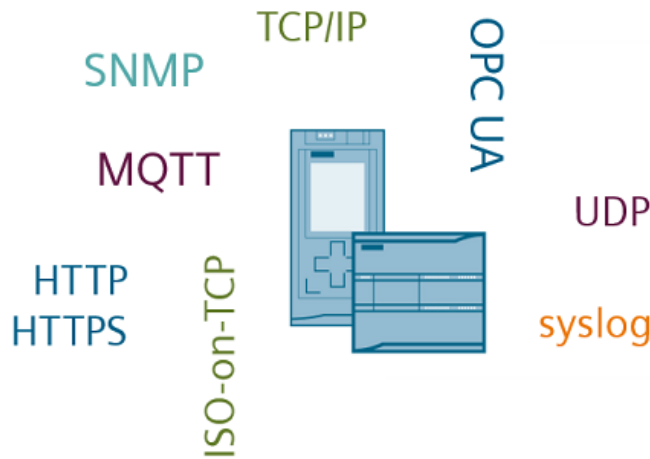 TCP/IP
SNMP
OPC UA
MQTT
UDP
HTTP
HTTPS
ISO-on-TCP
syslog